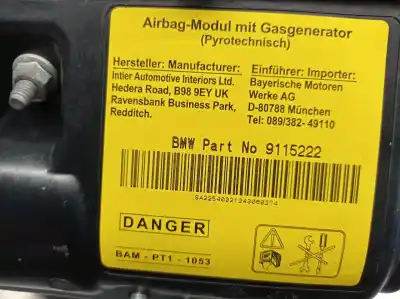 Airbag-Modul mit Gasgenerator
(Pyrotechnisch)
Hersteller: Manufacturer:
Intier Automotive Interiors Ltd.
Hedera Road, B98 9EY UK
Ravensbank Business Park,
Redditch.
Einführer: Importer:
Bayerische Motoren
Werke AG
D-80788 München
Tel: 089/382- 49110
BMW Part No 9115222
DANGER
BAM - PT1 - 1053